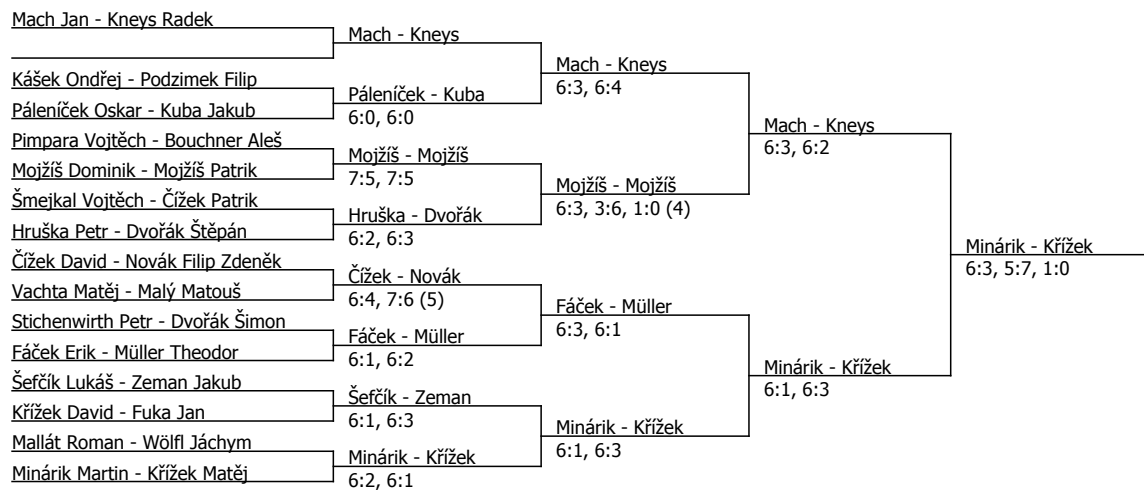 Mach Jan - Kneys Radek
Mach - Kneys
Kášek Ondřej - Podzimek Filip
Mach - Kneys
6:3, 6:4
Páleníček Oskar - Kuba Jakub
Páleníček - Kuba
6:0, 6:0
Mach - Kneys
6:3, 6:2
Pimpara Vojtěch - Bouchner Aleš
Mojžíš Dominik - Mojžíš Patrik
Mojžíš - Mojžíš
7:5, 7:5
Mojžíš - Mojžíš
6:3, 3:6, 1:0 (4)
Šmejkal Vojtěch - Čížek Patrik
Hruška Petr - Dvořák Štěpán
Hruška - Dvořák
6:2, 6:3
Minárik - Křížek
6:3, 5:7, 1:0
Čížek David - Novák Filip Zdeněk
Vachta Matěj - Malý Matouš
Čížek - Novák
6:4, 7:6 (5)
Fáček - Müller
6:3, 6:1
Stichenwirth Petr - Dvořák Šimon
Fáček Erik - Müller Theodor
Fáček - Müller
6:1, 6:2
Minárik - Křížek
6:1, 6:3
Šefčík Lukáš - Zeman Jakub
Křížek David - Fuka Jan
Šefčík - Zeman
6:1, 6:3
Minárik - Křížek
6:1, 6:3
Mallát Roman - Wölfl Jáchym
Minárik Martin - Křížek Matěj
Minárik - Křížek
6:2, 6:1